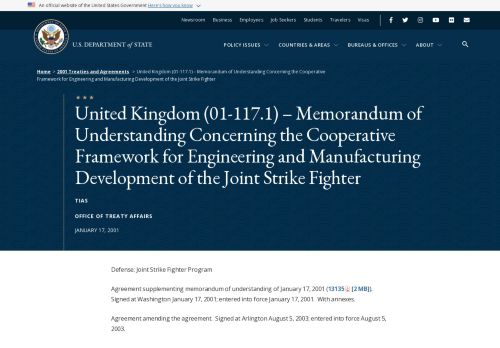 An official website of the United States Government Here's how you know
Newsroom Business Employers Job Seekers Students Travelers Visas
U.S. DEPARTMENT of STATE
POLICY ISSUES COUNTRIES & AREAS BUREAUS & OFFICES ABOUT
Home > 2001 Treaties and Agreements > United Kingdom (01-117.1) – Memorandum of Understanding Concerning the Cooperative
Framework for Engineering and Manufacturing Development of the Joint Strike Fighter
United Kingdom (01-117.1) – Memorandum of
Understanding Concerning the Cooperative
Framework for Engineering and Manufacturing
Development of the Joint Strike Fighter
TIAS
OFFICE OF TREATY AFFAIRS
JANUARY 17, 2001
Defense: Joint Strike Fighter Program
Agreement supplementing memorandum of understanding of January 17, 2001 (13135 [2 MB]).
Signed at Washington January 17, 2001; entered into force January 17, 2001. With annexes.
Agreement amending the agreement. Signed at Arlington August 5, 2003; entered into force August 5,
2003.